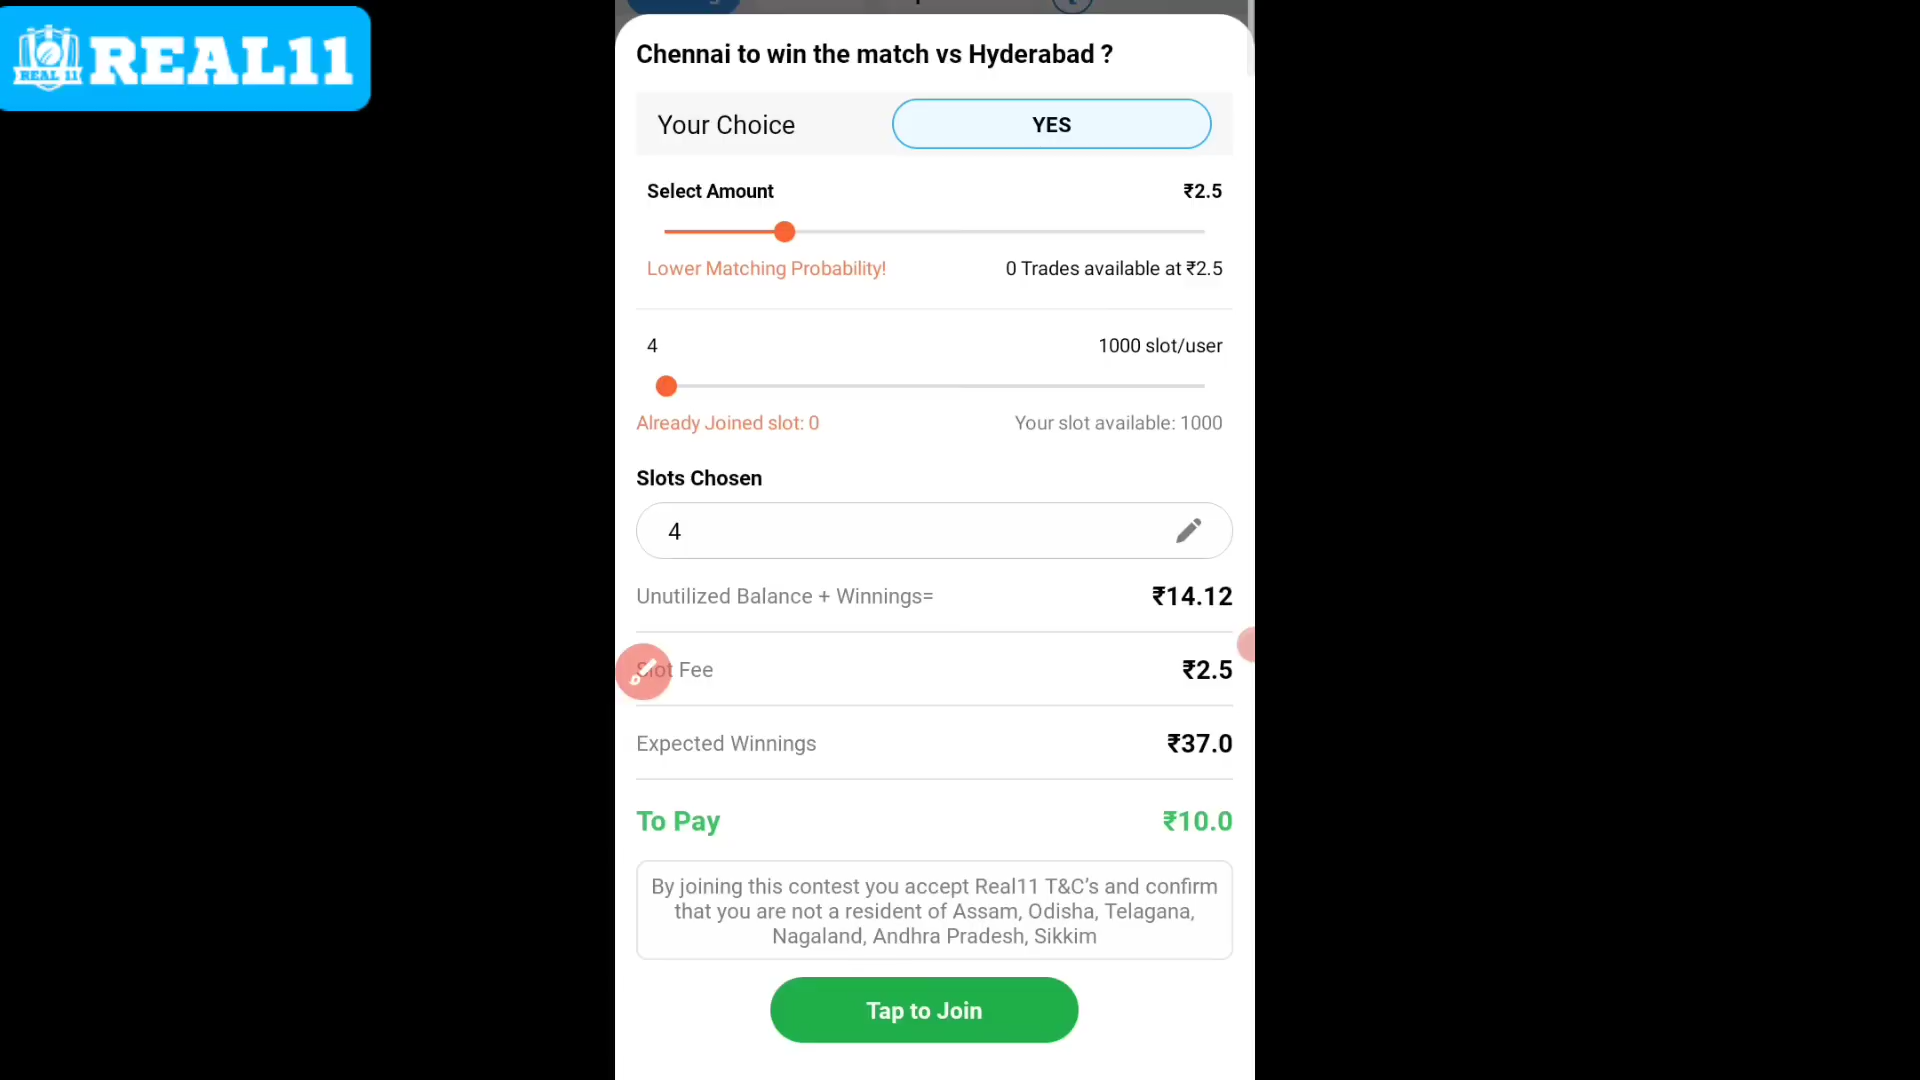 REAL 11
REAL11
Chennai to win the match vs Hyderabad ?
Your Choice
YES
Select Amount
₹2.5
Lower Matching Probability!
0 Trades available at ₹2.5
4
1000 slot/user
Already Joined slot: 0
Your slot available: 1000
Slots Chosen
4
Unutilized Balance + Winnings=
₹14.12
Slot Fee
₹2.5
Expected Winnings
₹37.0
To Pay
₹10.0
By joining this contest you accept Real11 T&C’s and confirm
that you are not a resident of Assam, Odisha, Telagana,
Nagaland, Andhra Pradesh, Sikkim
Tap to Join